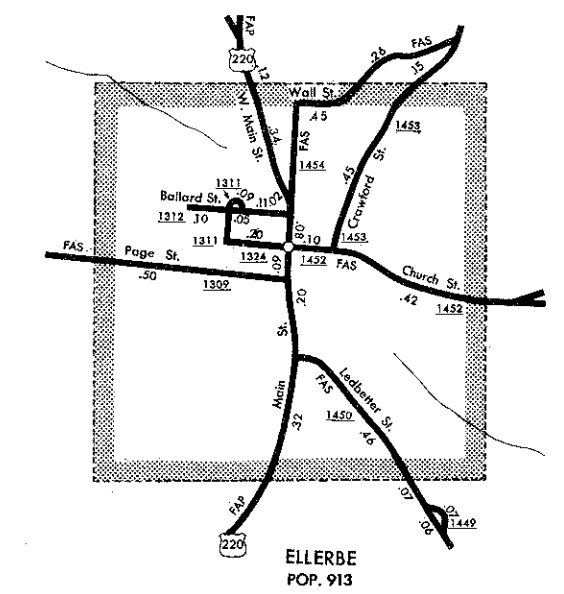 FAP
220
.12
FAS
.26
.15
Wall St.
.45
W. Main St.
.34
FAS
1453
1454
.45
Crawford St.
1311
.09
Ballard St.
.11
.02
1312
.10
.05
.08
.20
1311
1324
.10
1453
FAS
Page St.
.09
1452
FAS
Church St.
.50
1309
.20
.42
1452
St.
Main
FAS
Ledbetter St.
.32
1450
.46
.07
FAP
.07
.06
1449
220
ELLERBE
POP. 913